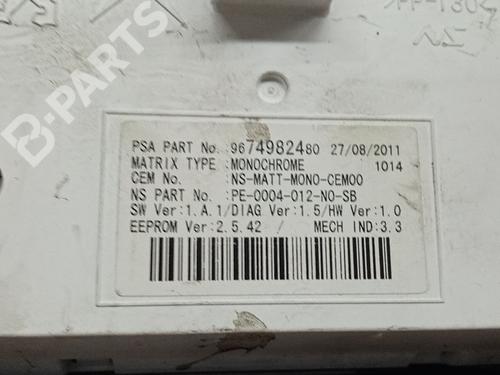 B-PARTS
PSA PART No. :9674982480 27/08/2011
MATRIX TYPE :MONOCHROME 1014
CEM No. :NS-MATT-MONO-CEM00
NS PART No. :PE-0004-012-N0-SB
SW Ver:1.A.1/DIAG Ver:1.5/HW Ver:1.0
EEPROM Ver:2.5.42/ MECH IND:3.3